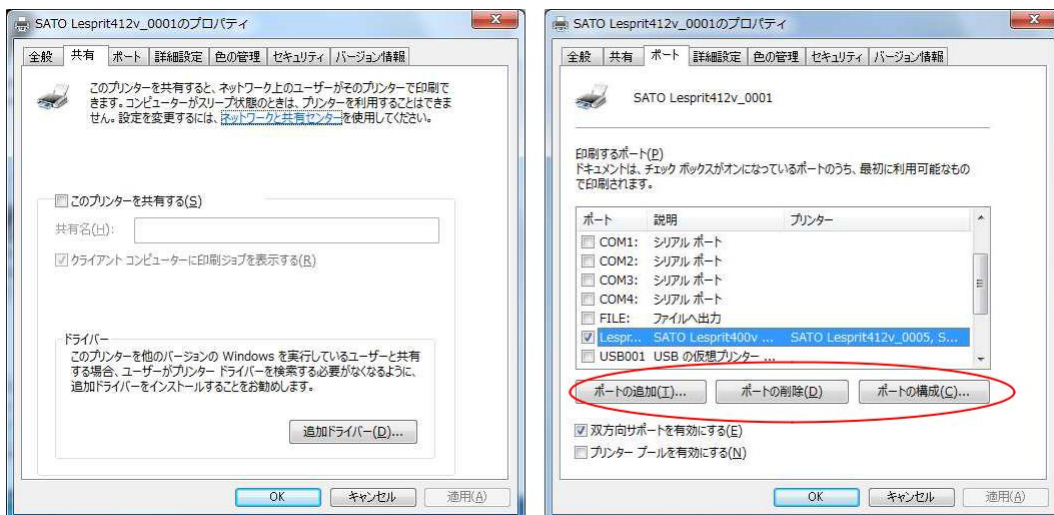 SATO Lesprit412v_0001のプロパティ
全般 共有 ポート 詳細設定 色の管理 セキュリティ バージョン情報
このプリンターを共有すると、ネットワーク上のユーザーがそのプリンターで印刷で
きます。コンピューターがスリープ状態のときは、プリンターを利用することはできま
せん。設定を変更するには、ネットワークと共有センターを使用してください。
このプリンターを共有する(S)
共有名(H):
クライアント コンピューターに印刷ジョブを表示する(R)
ドライバー
このプリンターを他のバージョンの Windows を実行しているユーザーと共有
する場合、ユーザーがプリンター ドライバーを検索する必要がなくなるように、
追加ドライバーをインストールすることをお勧めします。
追加ドライバー(D)...
OK キャンセル 適用(A)
SATO Lesprit412v_0001のプロパティ
全般 共有 ポート 詳細設定 色の管理 セキュリティ バージョン情報
SATO Lesprit412v_0001
印刷するポート(P)
ドキュメントは、チェック ボックスがオンになっているポートのうち、最初に利用可能なもの
で印刷されます。
ポート 説明 プリンター
COM1: シリアル ポート
COM2: シリアル ポート
COM3: シリアル ポート
COM4: シリアル ポート
FILE: ファイルへ出力
Lespr... SATO Lesprit400v ... SATO Lesprit412v_0005, S...
USB001 USB の仮想プリンター ...
ポートの追加(T)... ポートの削除(D) ポートの構成(C)...
双方向サポートを有効にする(E)
プリンター プールを有効にする(N)
OK キャンセル 適用(A)